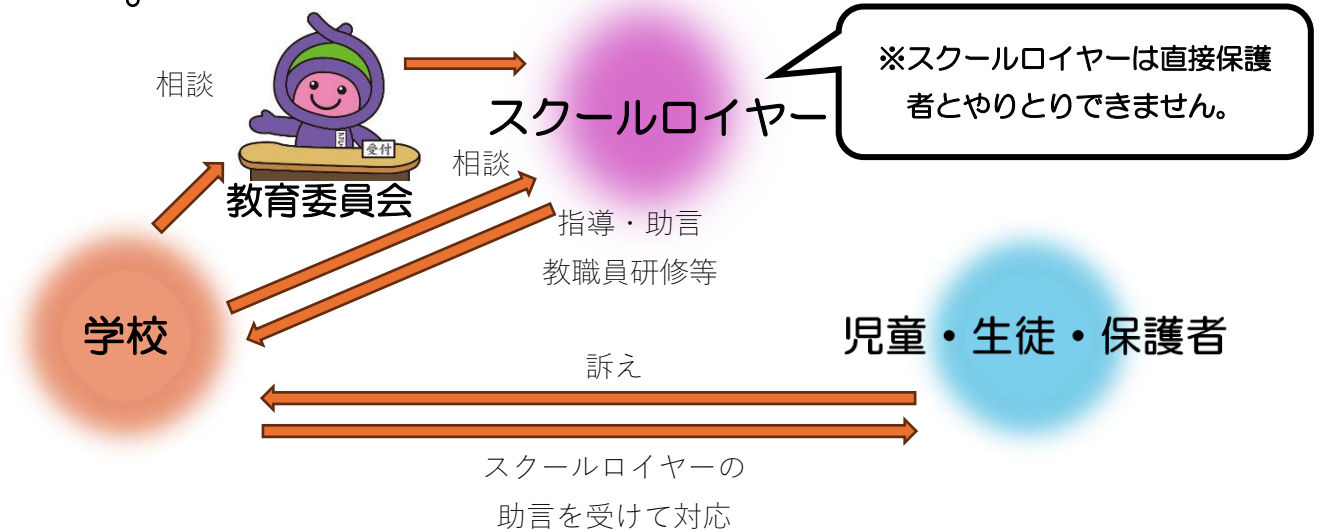 。
相談
スクールロイヤー
※スクールロイヤーは直接保護
者とやりとりできません。
受付
教育委員会
相談
指導・助言
教職員研修等
学校
児童・生徒・保護者
訴え
スクールロイヤーの
助言を受けて対応